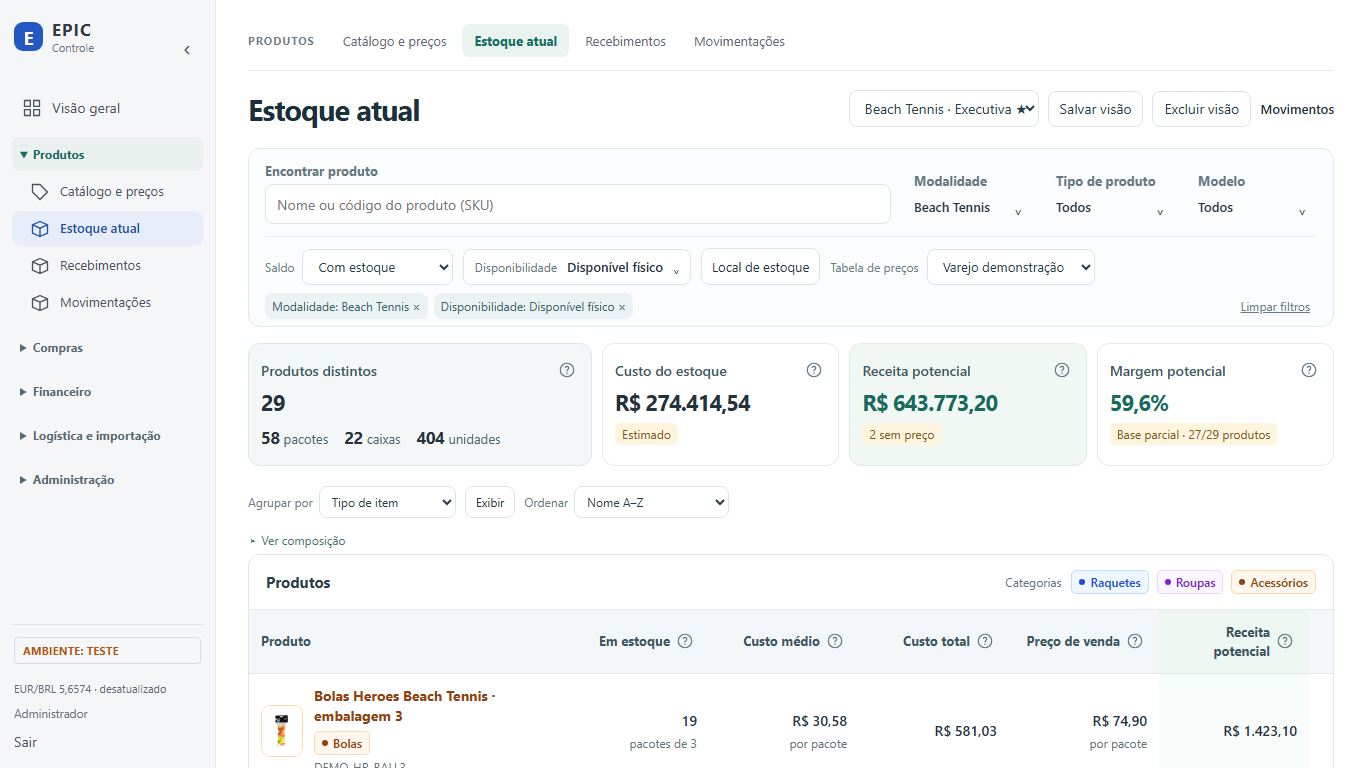 E
EPIC
Controle
‹
Visão geral
▾ Produtos
Catálogo e preços
Estoque atual
Recebimentos
Movimentações
▸ Compras
▸ Financeiro
▸ Logística e importação
▸ Administração
AMBIENTE: TESTE
EUR/BRL 5,6574 · desatualizado
Administrador
Sair
PRODUTOS Catálogo e preços Estoque atual Recebimentos Movimentações
Estoque atual
Beach Tennis · Executiva ★ Salvar visão Excluir visão Movimentos
Encontrar produto
Nome ou código do produto (SKU)
Modalidade Tipo de produto Modelo
Beach Tennis Todos Todos
Saldo Com estoque Disponibilidade Disponível físico Local de estoque Tabela de preços Varejo demonstração
Modalidade: Beach Tennis × Disponibilidade: Disponível físico × Limpar filtros
Produtos distintos ?
29
58 pacotes 22 caixas 404 unidades
Custo do estoque ?
R$ 274.414,54
Estimado
Receita potencial ?
R$ 643.773,20
2 sem preço
Margem potencial ?
59,6%
Base parcial · 27/29 produtos
Agrupar por Tipo de item Exibir Ordenar Nome A–Z
▸ Ver composição
Produtos Categorias • Raquetes • Roupas • Acessórios
Produto Em estoque ? Custo médio ? Custo total ? Preço de venda ? Receita potencial ?
Bolas Heroes Beach Tennis ·
embalagem 3
• Bolas
DEMO-HR-BALL3
19
pacotes de 3
R$ 30,58
por pacote
R$ 581,03
R$ 74,90
por pacote
R$ 1.423,10